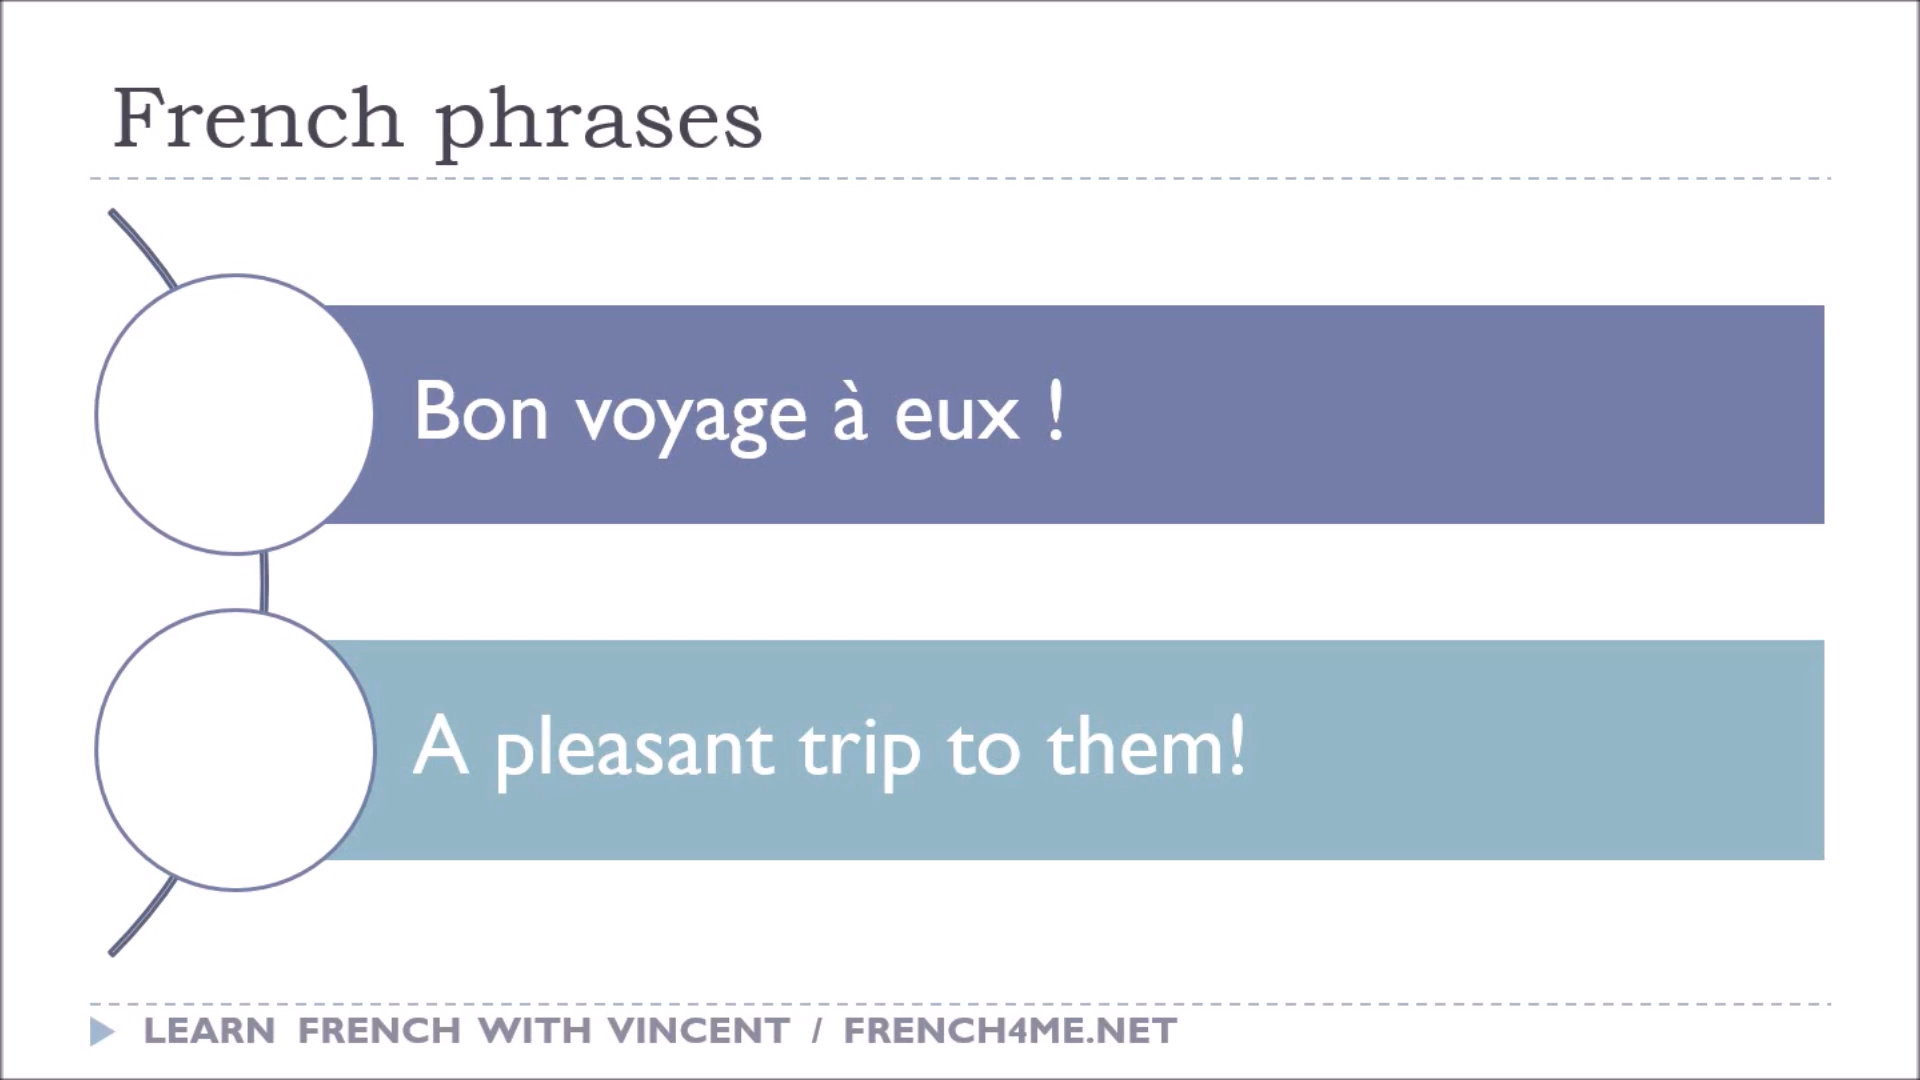 French phrases
Bon voyage à eux !
A pleasant trip to them!
LEARN FRENCH WITH VINCENT / FRENCH4ME.NET